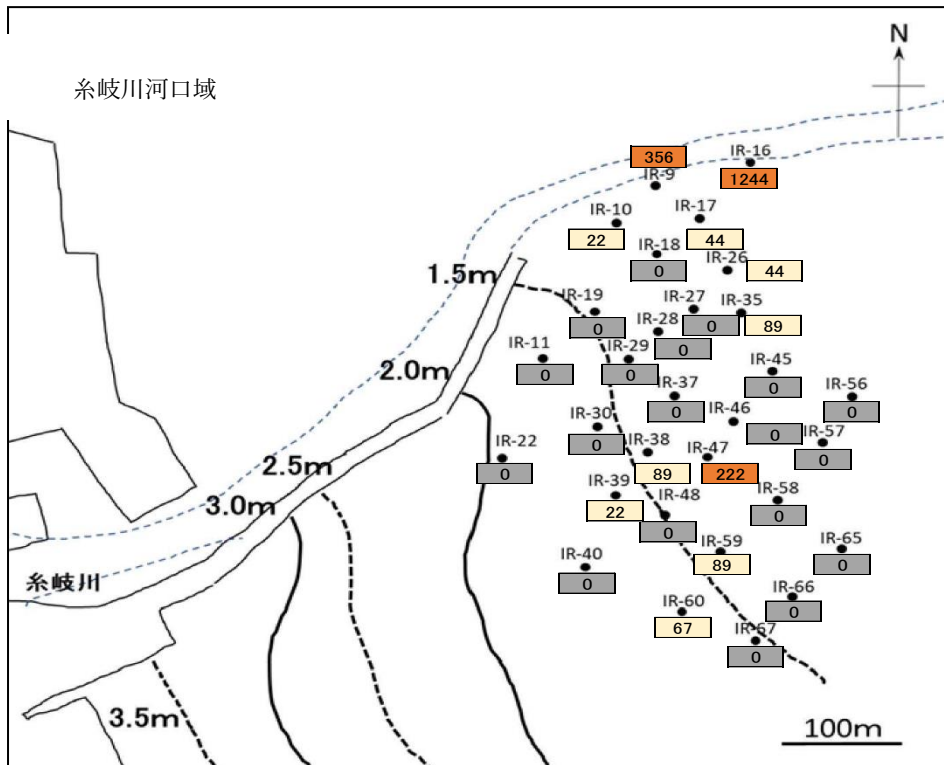 N
糸岐川河口域
356
IR-16
IR-9
1244
IR-10
IR-17
22
44
IR-18
IR-26
0
44
1.5m
IR-19
IR-27
IR-35
0
IR-28
0
89
IR-11
IR-29
0
0
0
IR-45
2.0m
IR-37
0
IR-56
0
IR-46
0
IR-30
0
IR-57
0
IR-38
IR-47
0
IR-22
0
2.5m
89
222
IR-39
IR-58
3.0m
22
IR-48
0
0
IR-59
IR-65
IR-40
89
0
糸岐川
0
IR-66
IR-60
0
67
IR-67
0
3.5m
100m